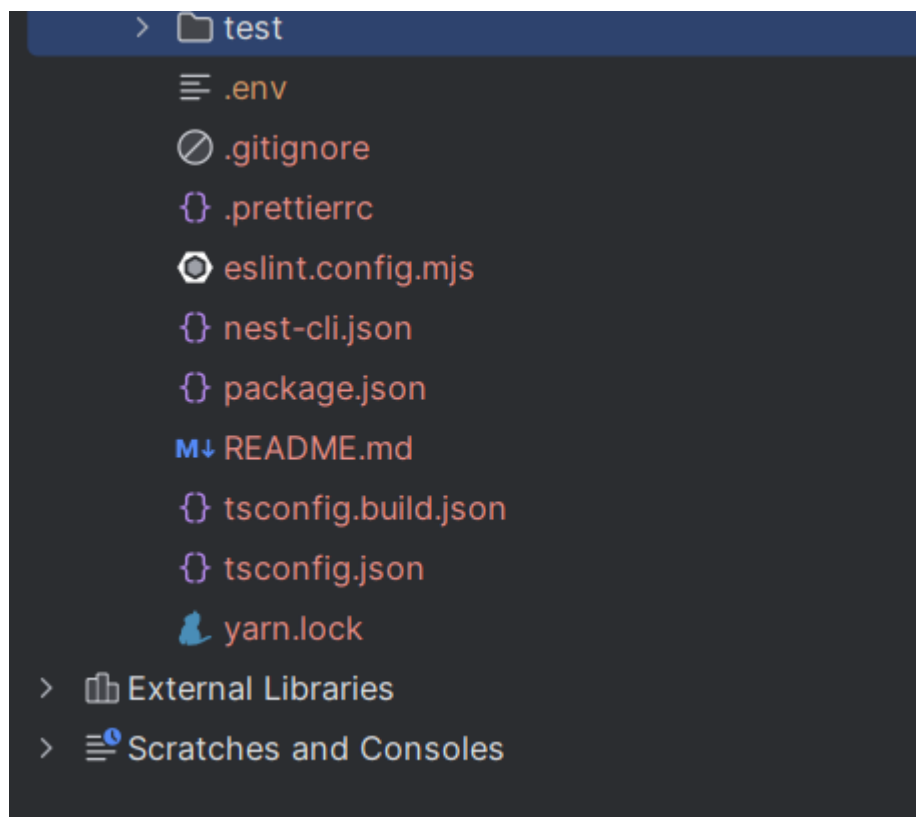 test
.env
.gitignore
.prettierrc
eslint.config.mjs
nest-cli.json
package.json
M↓ README.md
tsconfig.build.json
tsconfig.json
yarn.lock
External Libraries
Scratches and Consoles